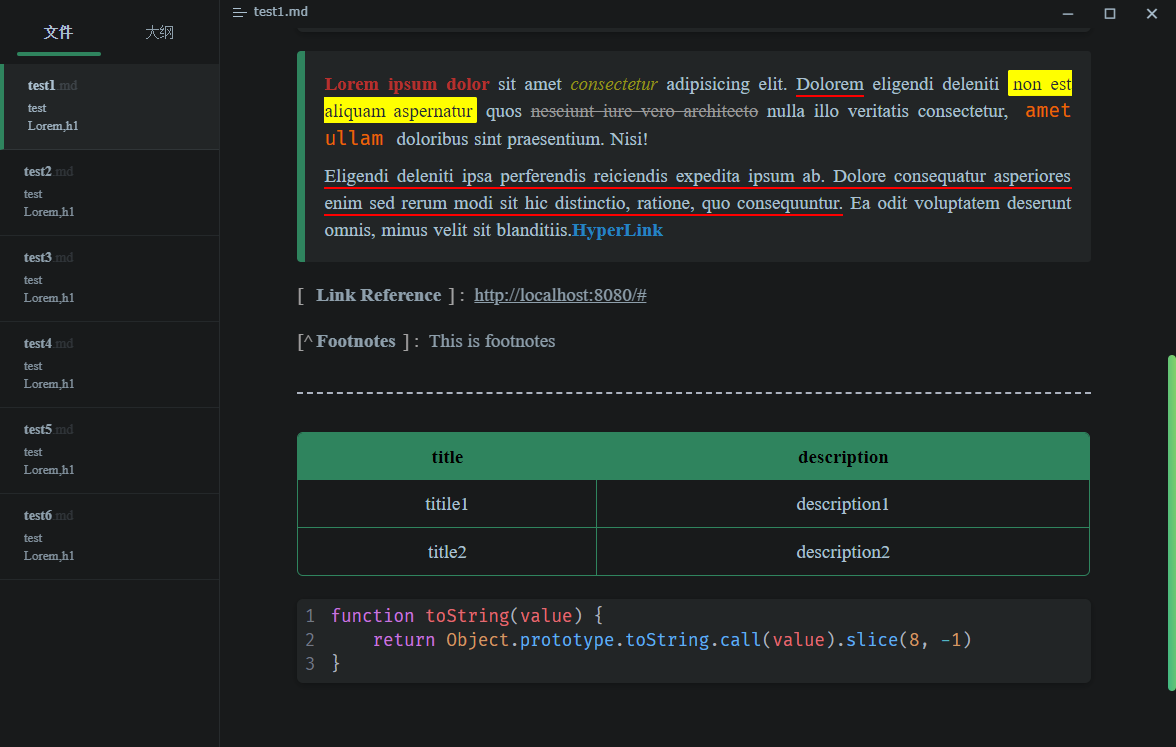 文件 大纲
test1.md
test1.md
test
Lorem,h1
test2.md
test
Lorem,h1
test3.md
test
Lorem,h1
test4.md
test
Lorem,h1
test5.md
test
Lorem,h1
test6.md
test
Lorem,h1
Lorem ipsum dolor sit amet consectetur adipisicing elit. Dolorem eligendi deleniti non est
aliquam aspernatur quos nesciunt iure vero architecto nulla illo veritatis consectetur, amet
ullam doloribus sint praesentium. Nisi!
Eligendi deleniti ipsa perferendis reiciendis expedita ipsum ab. Dolore consequatur asperiores
enim sed rerum modi sit hic distinctio, ratione, quo consequuntur. Ea odit voluptatem deserunt
omnis, minus velit sit blanditiis.HyperLink
[ Link Reference ] : http://localhost:8080/#
[^ Footnotes ] : This is footnotes
title description
titile1 description1
title2 description2
1 function toString(value) {
2 return Object.prototype.toString.call(value).slice(8, -1)
3 }